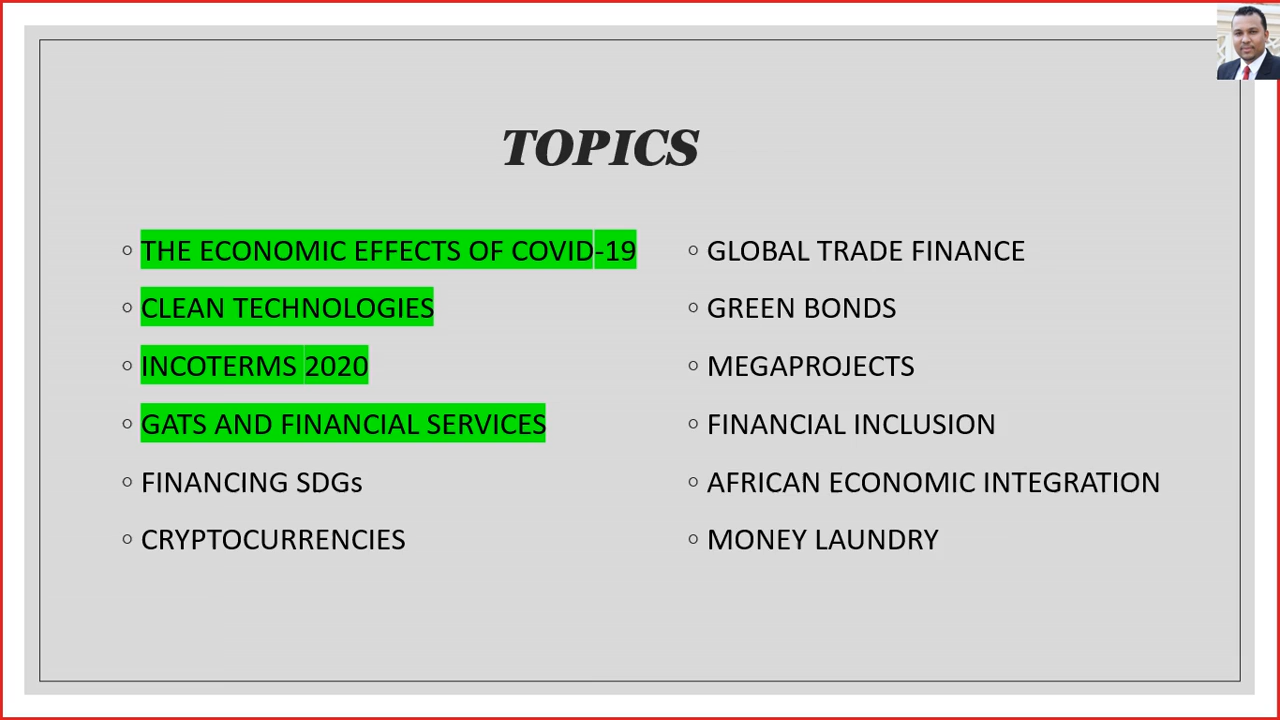 TOPICS
THE ECONOMIC EFFECTS OF COVID-19
CLEAN TECHNOLOGIES
INCOTERMS 2020
GATS AND FINANCIAL SERVICES
FINANCING SDGs
CRYPTOCURRENCIES
GLOBAL TRADE FINANCE
GREEN BONDS
MEGAPROJECTS
FINANCIAL INCLUSION
AFRICAN ECONOMIC INTEGRATION
MONEY LAUNDRY